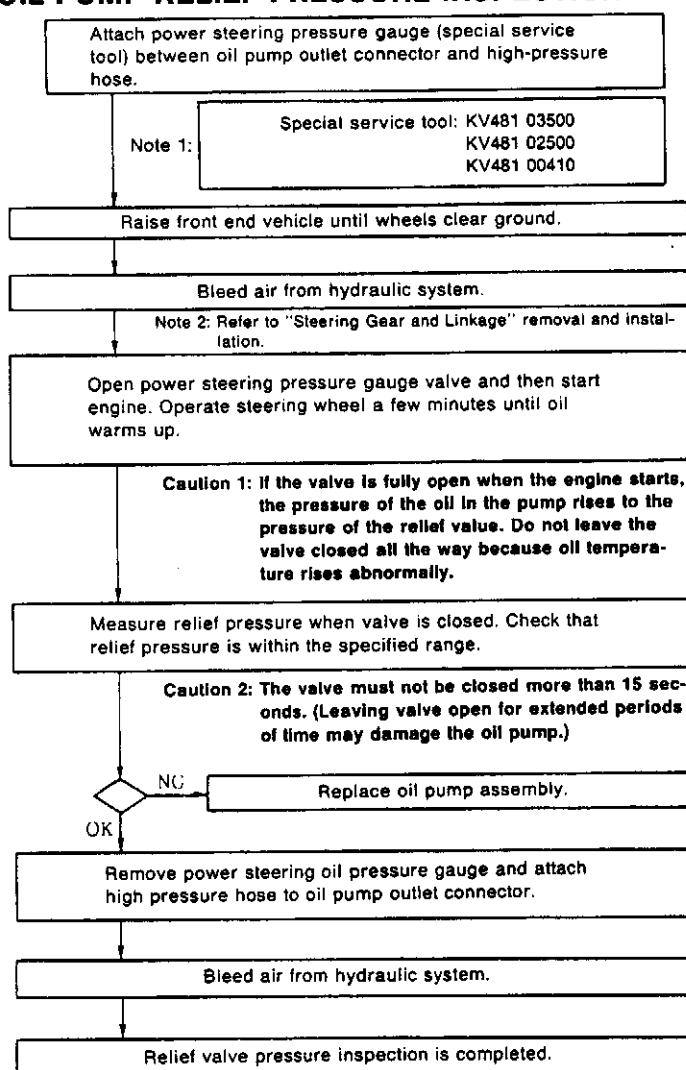 OIL PUMP RELIEF PRESSURE INSPECTION
Attach power steering pressure gauge (special service
tool) between oil pump outlet connector and high-pressure
hose.
Note 1:
Special service tool: KV481 03500
KV481 02500
KV481 00410
Raise front end vehicle until wheels clear ground.
Bleed air from hydraulic system.
Note 2: Refer to "Steering Gear and Linkage" removal and instal-
lation.
Open power steering pressure gauge valve and then start
engine. Operate steering wheel a few minutes until oil
warms up.
Caution 1: If the valve is fully open when the engine starts,
the pressure of the oil in the pump rises to the
pressure of the relief value. Do not leave the
valve closed all the way because oil tempera-
ture rises abnormally.
Measure relief pressure when valve is closed. Check that
relief pressure is within the specified range.
Caution 2: The valve must not be closed more than 15 sec-
onds. (Leaving valve open for extended periods
of time may damage the oil pump.)
NG
Replace oil pump assembly.
OK
Remove power steering oil pressure gauge and attach
high pressure hose to oil pump outlet connector.
Bleed air from hydraulic system.
Relief valve pressure inspection is completed.